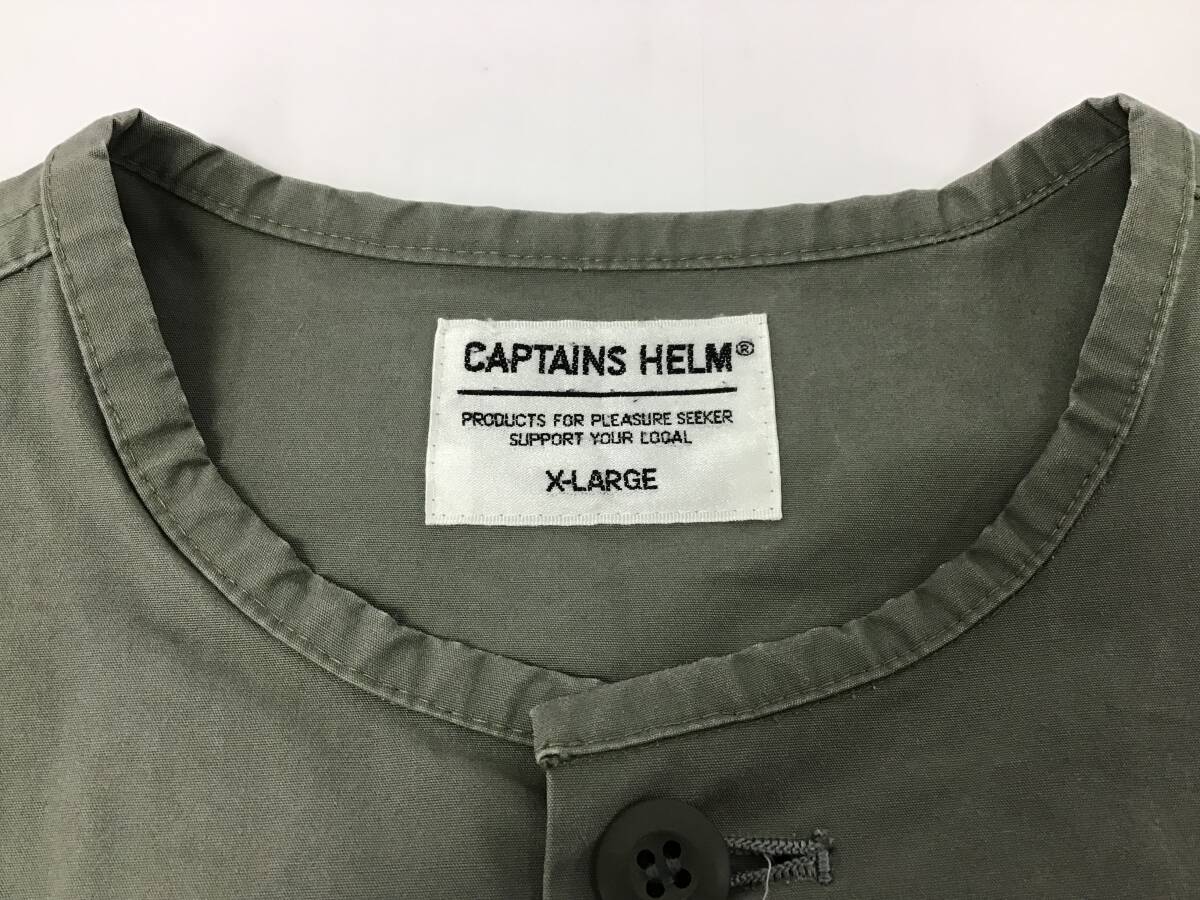 CAPTAINS HELM®
PRODUCTS FOR PLEASURE SEEKER
SUPPORT YOUR LOCAL
X-LARGE